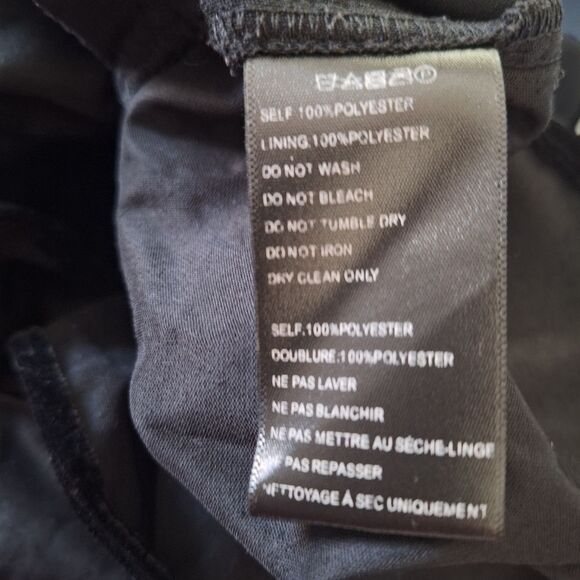 SELF 100%POLYESTER
LINING.100%POLYESTER
DO NOT WASH
DO NOT BLEACH
DO NOT TUMBLE DRY
DO NOT IRON
DRY CLEAN ONLY
SELF.100%POLYESTER
DOUBLURE.100%POLYESTER
NE PAS LAVER
NE PAS BLANCHIR
NE PAS METTRE AU SÈCHE-LINGE
PAS REPASSER
NETTOYAGE À SEC UNIQUEMENT